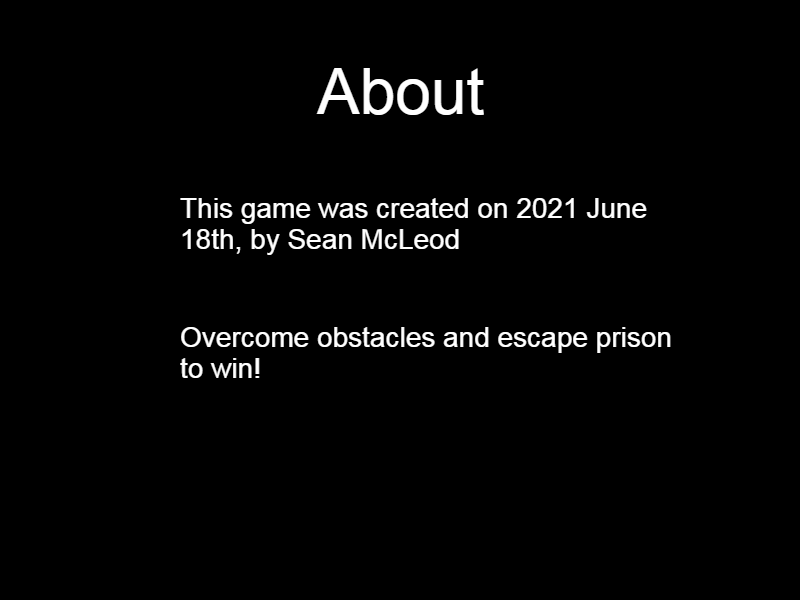 About
This game was created on 2021 June
18th, by Sean McLeod
Overcome obstacles and escape prison
to win!